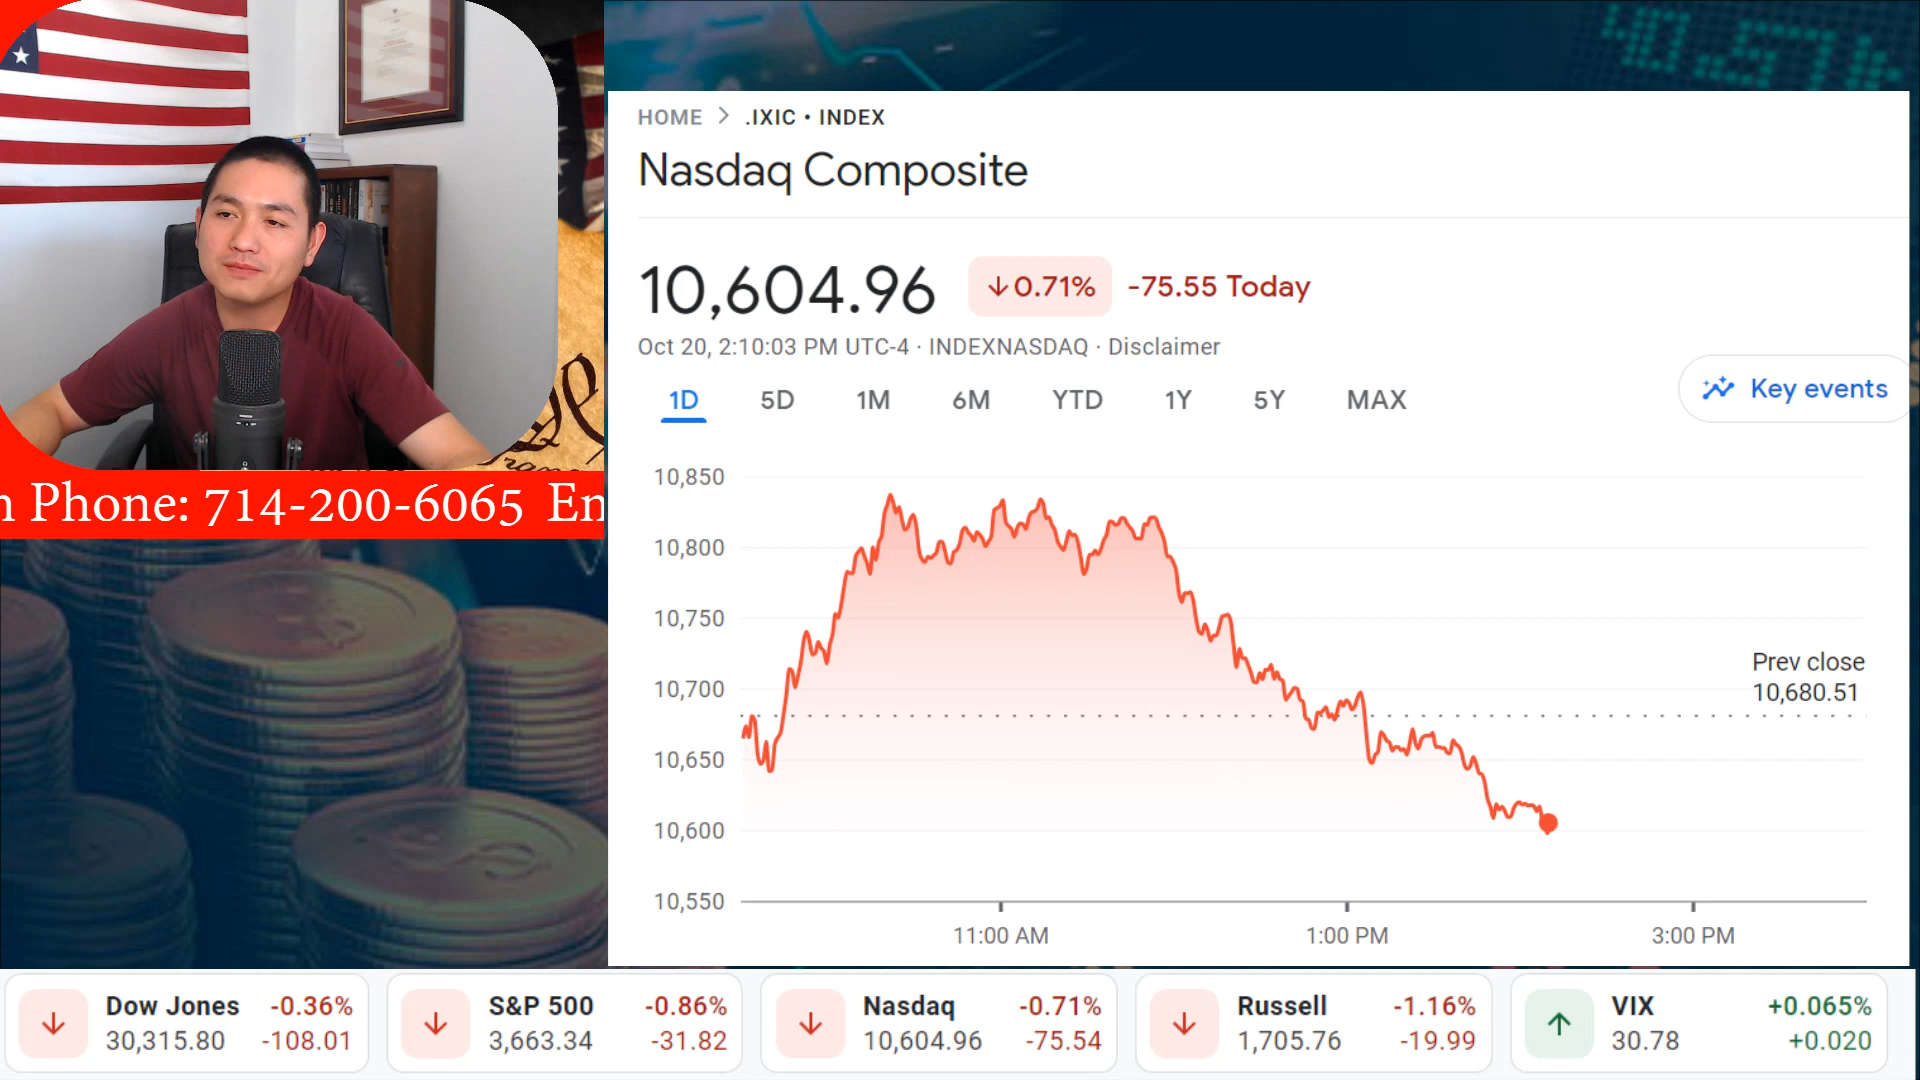 n Phone: 714-200-6065 En
HOME > .IXIC • INDEX
Nasdaq Composite
10,604.96 ↓0.71% -75.55 Today
Oct 20, 2:10:03 PM UTC-4 · INDEXNASDAQ · Disclaimer
1D 5D 1M 6M YTD 1Y 5Y MAX
Key events
10,850
10,800
10,750
10,700
10,650
10,600
10,550
Prev close
10,680.51
11:00 AM 1:00 PM 3:00 PM
Dow Jones -0.36%
30,315.80 -108.01
S&P 500 -0.86%
3,663.34 -31.82
Nasdaq -0.71%
10,604.96 -75.54
Russell -1.16%
1,705.76 -19.99
VIX +0.065%
30.78 +0.020